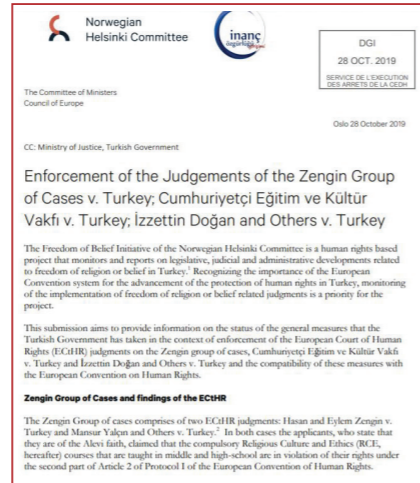 Norwegian
Helsinki Committee
inanç
özgürlüğü
DGI
28 OCT. 2019
SERVICE DE L'EXECUTION
DES ARRETS DE LA CEDH
The Committee of Ministers
Council of Europe
Oslo 28 October 2019
CC: Ministry of Justice, Turkish Government
Enforcement of the Judgements of the Zengin Group
of Cases v. Turkey; Cumhuriyetçi Eğitim ve Kültür
Vakfı v. Turkey; İzzettin Doğan and Others v. Turkey
The Freedom of Belief Initiative of the Norwegian Helsinki Committee is a human rights based
project that monitors and reports on legislative, judicial and administrative developments related
to freedom of religion or belief in Turkey.1 Recognizing the importance of the European
Convention system for the advancement of the protection of human rights in Turkey, monitoring
of the implementation of freedom of religion or belief related judgments is a priority for the
project.
This submission aims to provide information on the status of the general measures that the
Turkish Government has taken in the context of enforcement of the European Court of Human
Rights (ECtHR) judgments on the Zengin group of cases, Cumhuriyetçi Eğitim ve Kültür Vakfı
v. Turkey and İzzettin Doğan and Others v. Turkey and the compatibility of these measures with
the European Convention on Human Rights.
Zengin Group of Cases and findings of the ECtHR
The Zengin Group of cases comprises of two ECtHR judgments: Hasan and Eylem Zengin v.
Turkey and Mansur Yalçın and Others v. Turkey.2 In both cases the applicants, who state that
they are of the Alevi faith, claimed that the compulsory Religious Culture and Ethics (RCE,
hereafter) courses that are taught in middle and high-school are in violation of their rights under
the second part of Article 2 of Protocol I of the European Convention of Human Rights.